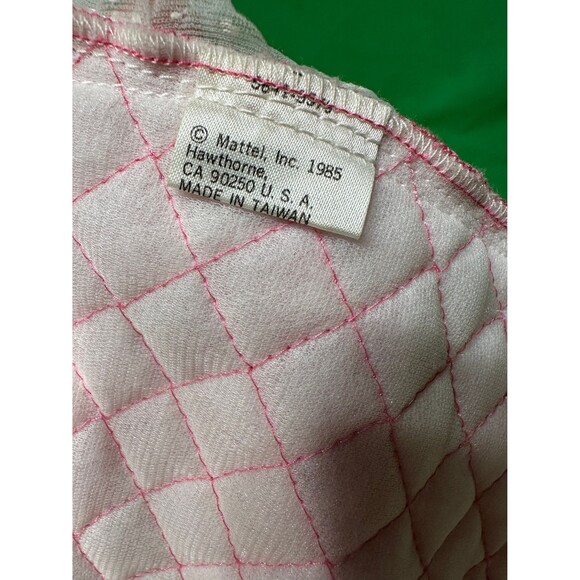 © Mattel, Inc. 1985
Hawthorne,
CA 90250 U. S. A.
MADE IN TAIWAN